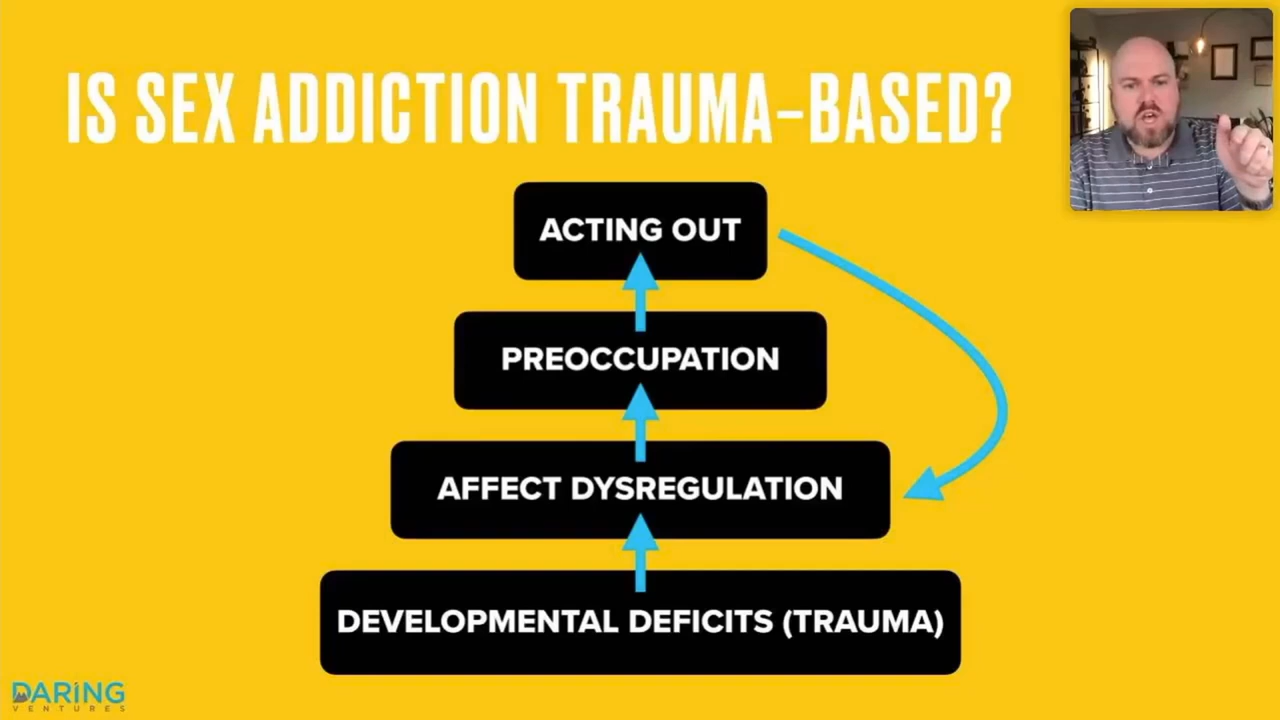 IS SEX ADDICTION TRAUMA-BASED?
ACTING OUT
PREOCCUPATION
AFFECT DYSREGULATION
DEVELOPMENTAL DEFICITS (TRAUMA)
DARING
VENTURES